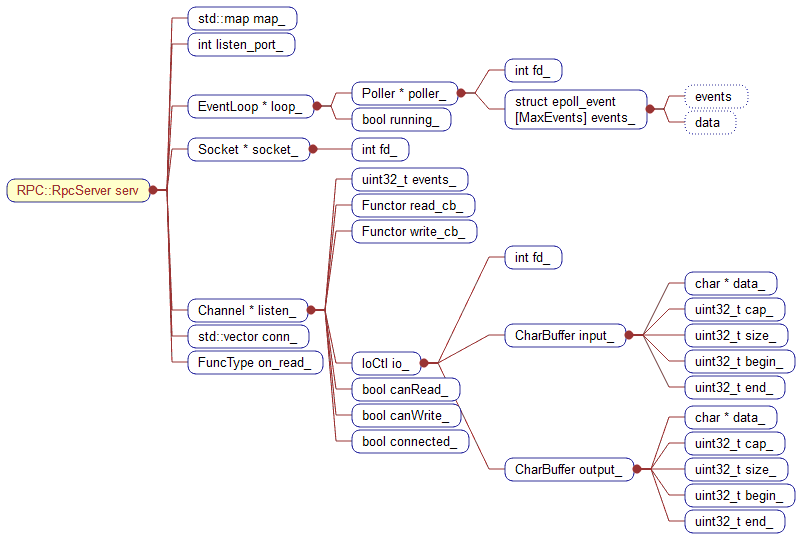 RPC::RpcServer serv
std::map map_
int listen_port_
EventLoop * loop_
Poller * poller_
int fd_
struct epoll_event
[MaxEvents] events_
events
data
bool running_
Socket * socket_
int fd_
Channel * listen_
uint32_t events_
Functor read_cb_
Functor write_cb_
IoCtl io_
int fd_
CharBuffer input_
char * data_
uint32_t cap_
uint32_t size_
uint32_t begin_
uint32_t end_
CharBuffer output_
char * data_
uint32_t cap_
uint32_t size_
uint32_t begin_
uint32_t end_
bool canRead_
bool canWrite_
bool connected_
std::vector conn_
FuncType on_read_